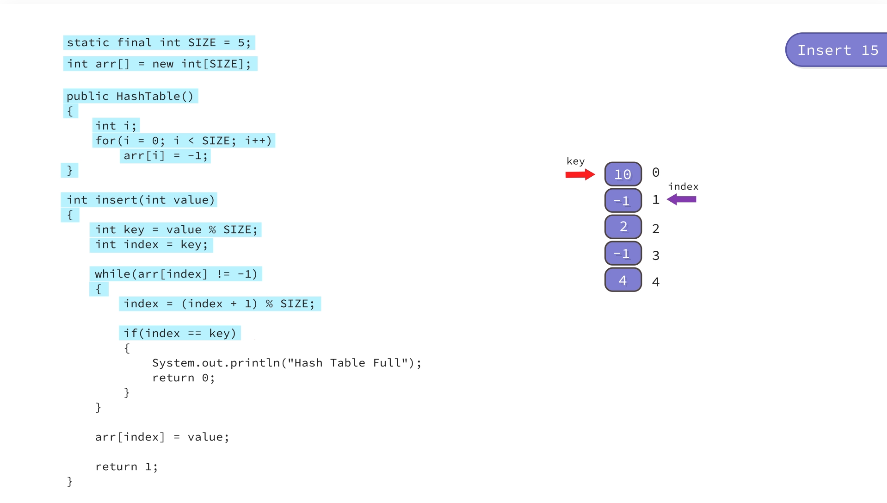 static final int SIZE = 5;
int arr[] = new int[SIZE];
public HashTable()
{
int i;
for(i = 0; i < SIZE; i++)
arr[i] = -1;
}
int insert(int value)
{
int key = value % SIZE;
int index = key;
while(arr[index] != -1)
{
index = (index + 1) % SIZE;
if(index == key)
{
System.out.println("Hash Table Full");
return 0;
}
}
arr[index] = value;
return 1;
}
Insert 15
key
10 0
index
-1 1
2 2
-1 3
4 4